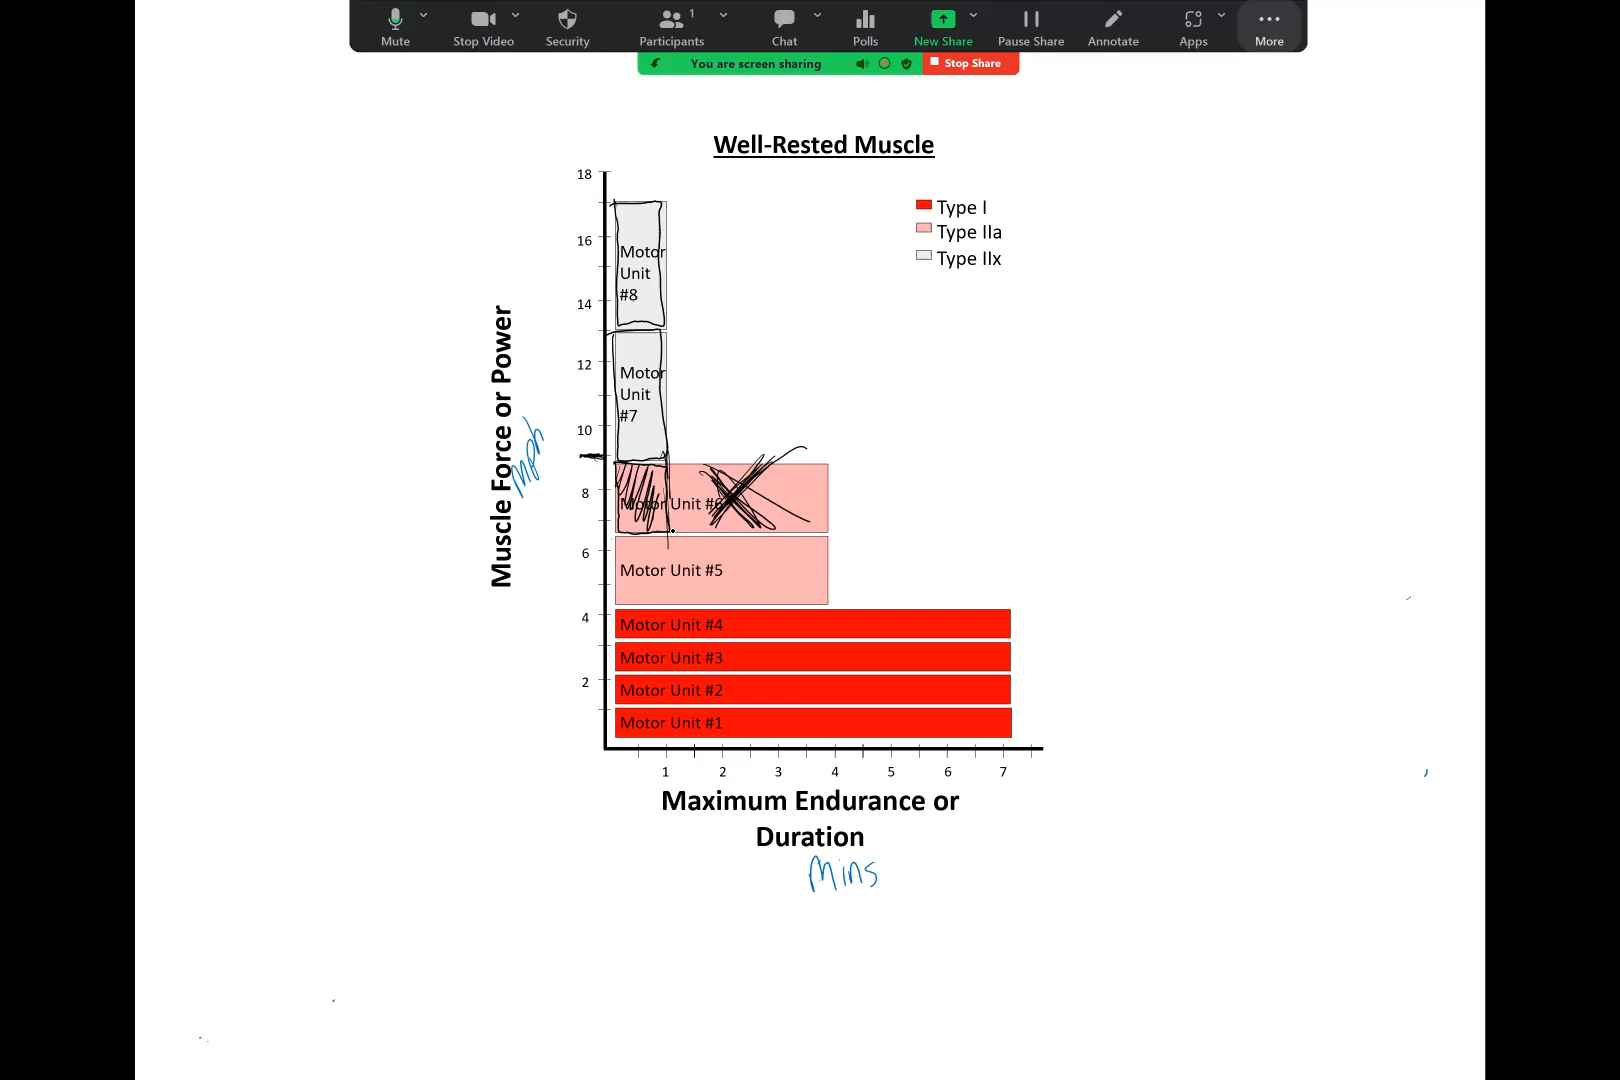 Mute
Stop Video
Security
Participants
1
Chat
Polls
New Share
Pause Share
Annotate
Apps
More
You are screen sharing
Stop Share
Well-Rested Muscle
18
16
14
12
10
8
6
4
2
Type I
Type IIa
Type IIx
Motor
Unit
#8
Motor
Unit
#7
Motor Unit #6
Motor Unit #5
Motor Unit #4
Motor Unit #3
Motor Unit #2
Motor Unit #1
Muscle Force or Power
mph
1 2 3 4 5 6 7
Maximum Endurance or
Duration
Mins